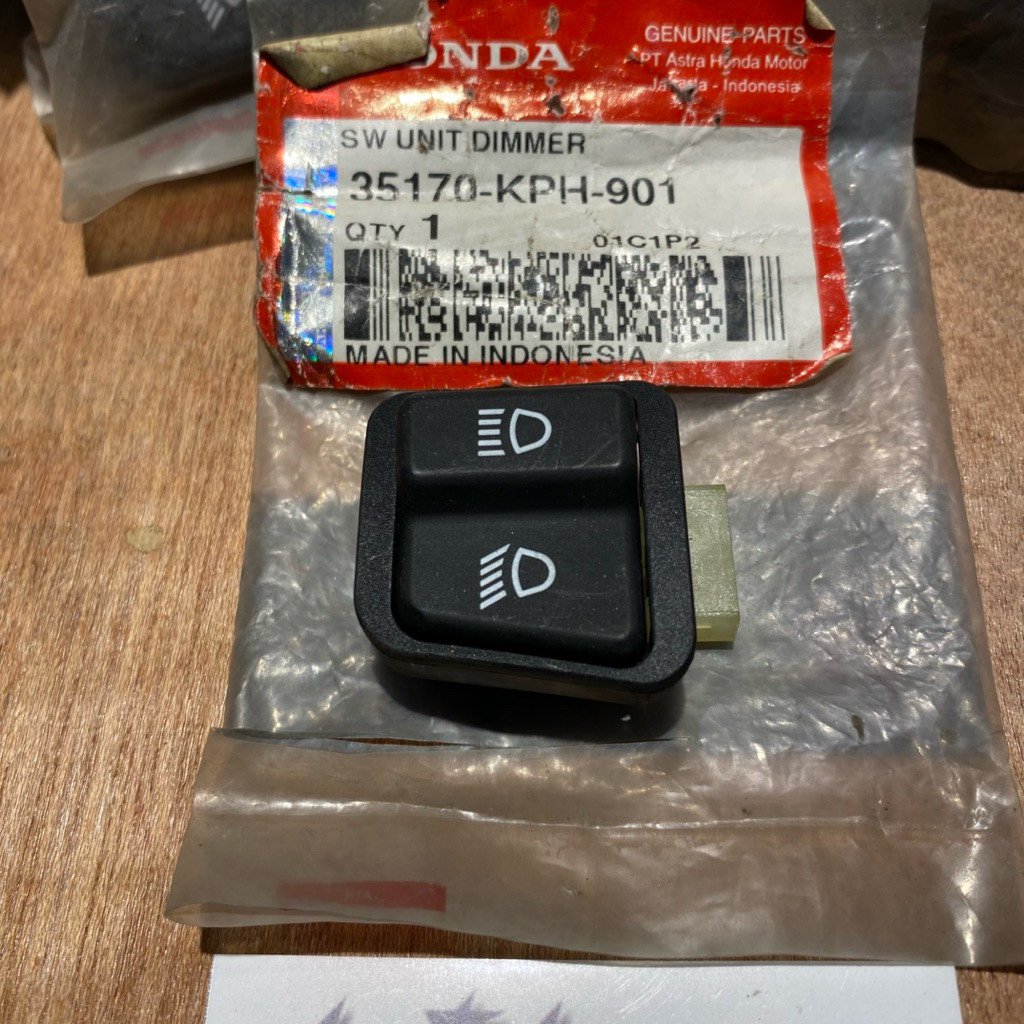 ONDA
GENUINE PARTS
PT Astra Honda Motor
Jakarta - Indonesia
SW UNIT DIMMER
35170-KPH-901
QTY 1
01C1P2
MADE IN INDONESIA